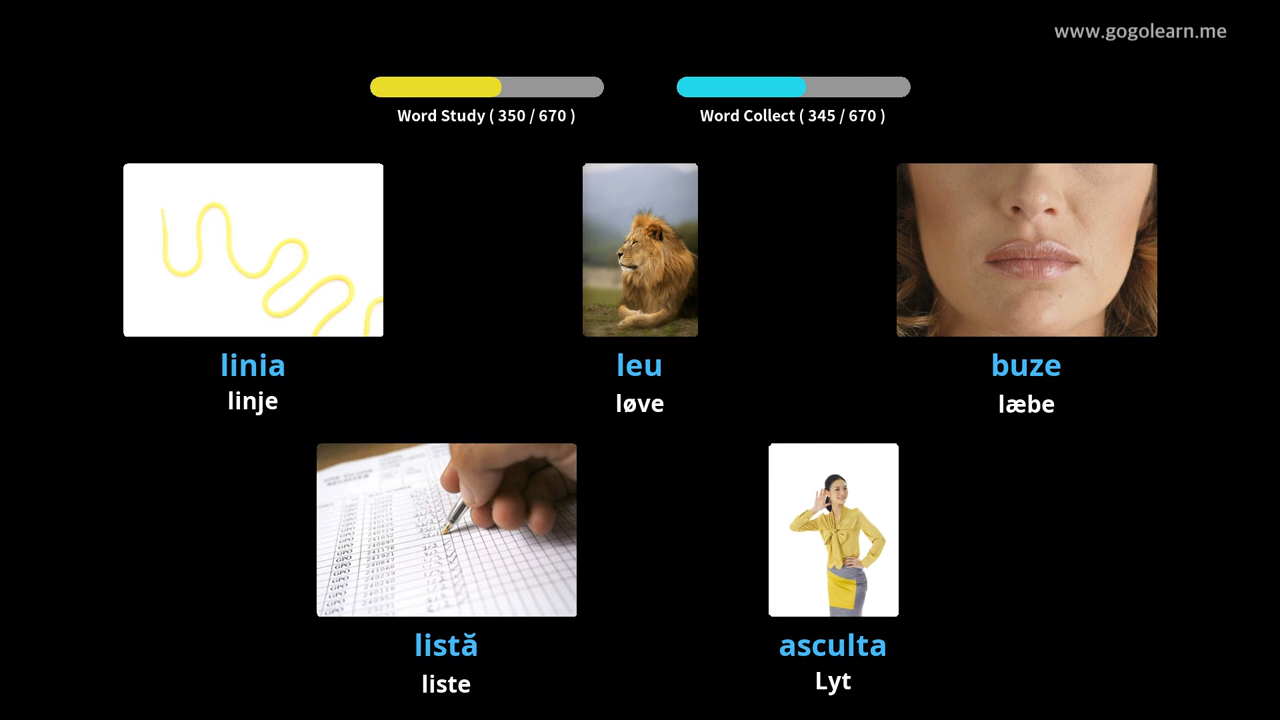 www.gogolearn.me
Word Study ( 350 / 670 )
Word Collect ( 345 / 670 )
linia
linje
leu
løve
buze
læbe
listă
liste
asculta
Lyt